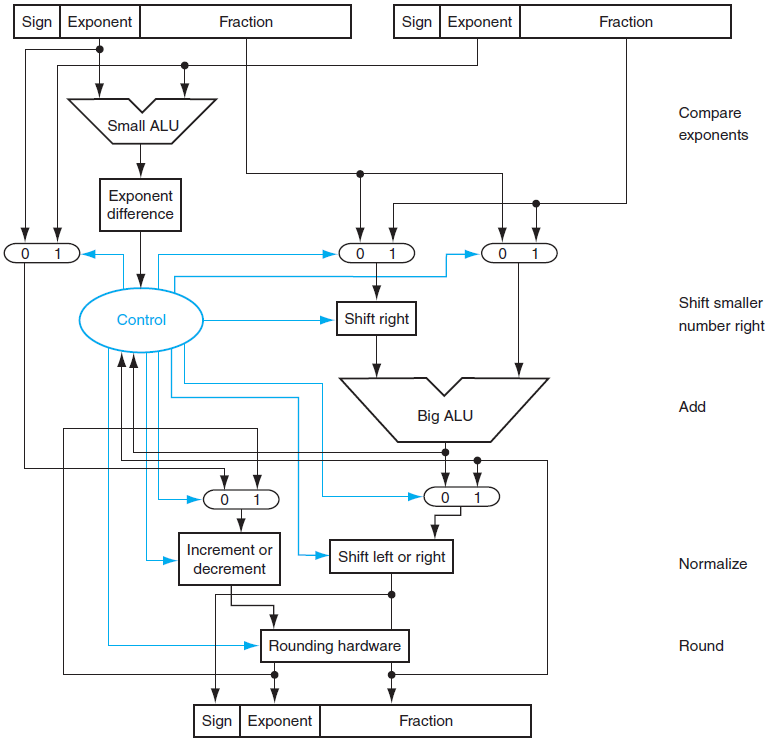 Sign Exponent Fraction
Sign Exponent Fraction
Small ALU
Compare
exponents
Exponent
difference
0 1
0 1
0 1
Control
Shift right
Shift smaller
number right
Big ALU
Add
0 1
0 1
Increment or
decrement
Shift left or right
Normalize
Rounding hardware
Round
Sign Exponent Fraction